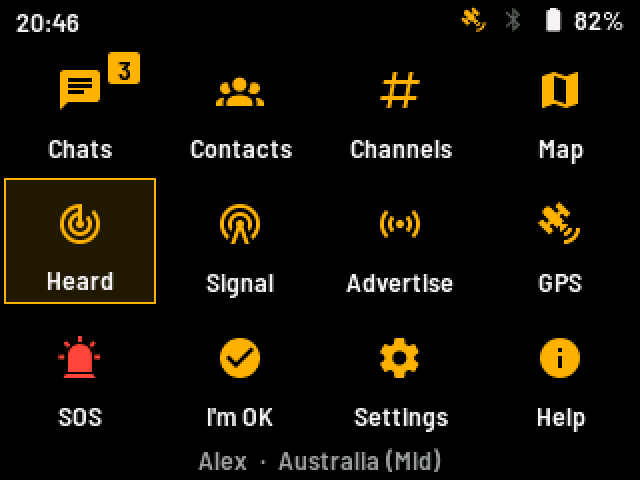 20:46 82%
3
Chats Contacts Channels Map
Heard Signal Advertise GPS
SOS I'm OK Settings Help
Alex · Australia (Mid)